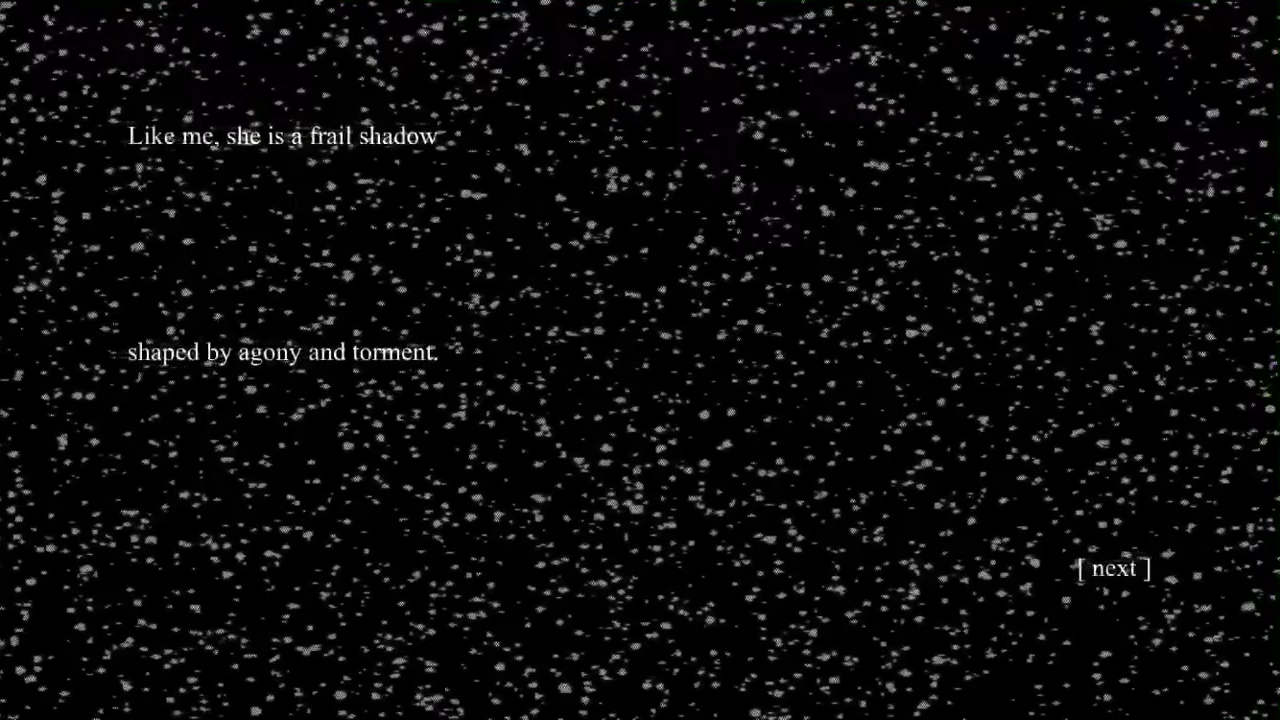 Like me, she is a frail shadow
shaped by agony and torment.
[ next ]